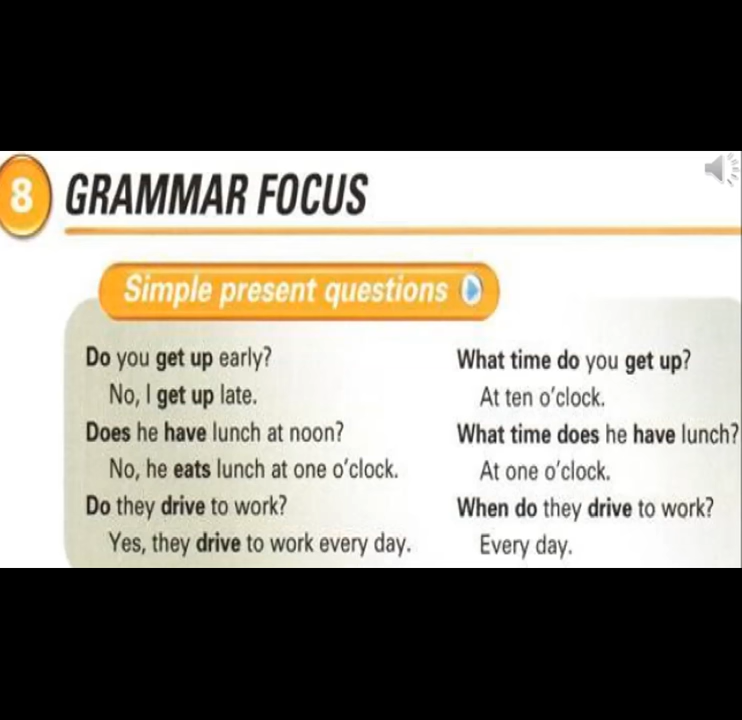 8 GRAMMAR FOCUS
Simple present questions
Do you get up early?
No, I get up late.
Does he have lunch at noon?
No, he eats lunch at one o'clock.
Do they drive to work?
Yes, they drive to work every day.
What time do you get up?
At ten o'clock.
What time does he have lunch?
At one o'clock.
When do they drive to work?
Every day.